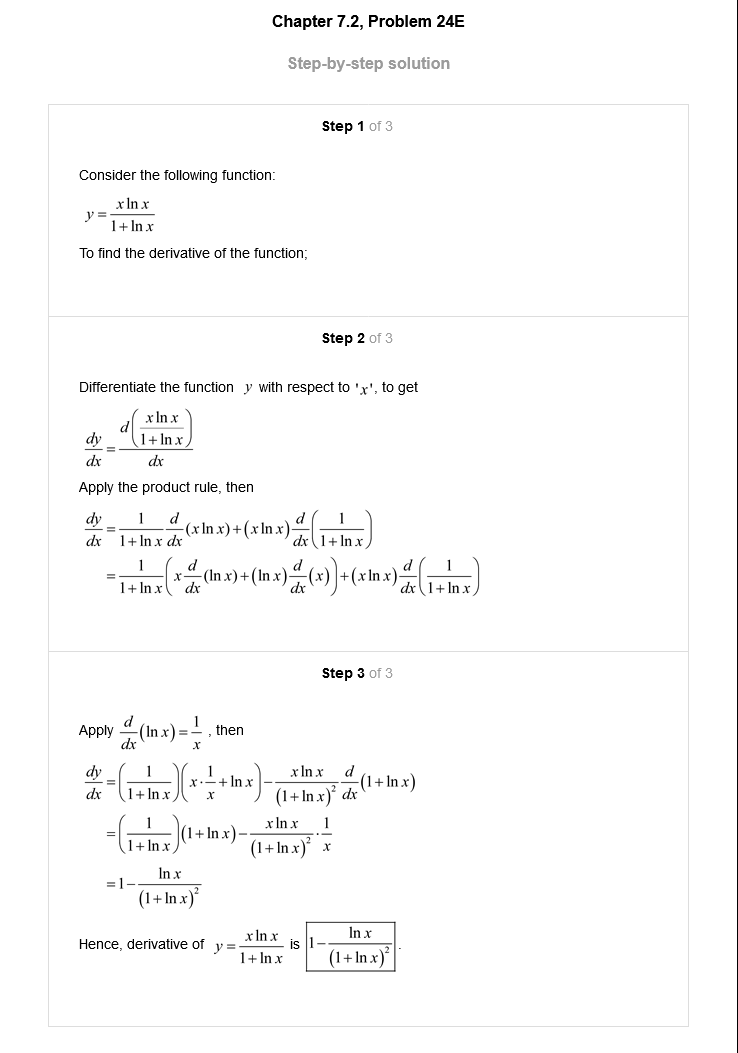 Chapter 7.2, Problem 24E
Step-by-step solution
Step 1 of 3
Consider the following function:
y = \frac{x \ln x}{1 + \ln x}
To find the derivative of the function;
Step 2 of 3
Differentiate the function y with respect to 'x', to get
\frac{dy}{dx} = \frac{d\left(\frac{x \ln x}{1 + \ln x}\right)}{dx}
Apply the product rule, then
\frac{dy}{dx} = \frac{1}{1 + \ln x} \frac{d}{dx}(x \ln x) + (x \ln x) \frac{d}{dx}\left(\frac{1}{1 + \ln x}\right)
= \frac{1}{1 + \ln x}\left(x \frac{d}{dx}(\ln x) + (\ln x) \frac{d}{dx}(x)\right) + (x \ln x) \frac{d}{dx}\left(\frac{1}{1 + \ln x}\right)
Step 3 of 3
Apply \frac{d}{dx}(\ln x) = \frac{1}{x}, then
\frac{dy}{dx} = \left(\frac{1}{1 + \ln x}\right)\left(x \cdot \frac{1}{x} + \ln x\right) - \frac{x \ln x}{(1 + \ln x)^2} \frac{d}{dx}(1 + \ln x)
= \left(\frac{1}{1 + \ln x}\right)(1 + \ln x) - \frac{x \ln x}{(1 + \ln x)^2} \cdot \frac{1}{x}
= 1 - \frac{\ln x}{(1 + \ln x)^2}
Hence, derivative of y = \frac{x \ln x}{1 + \ln x} is 1 - \frac{\ln x}{(1 + \ln x)^2}.